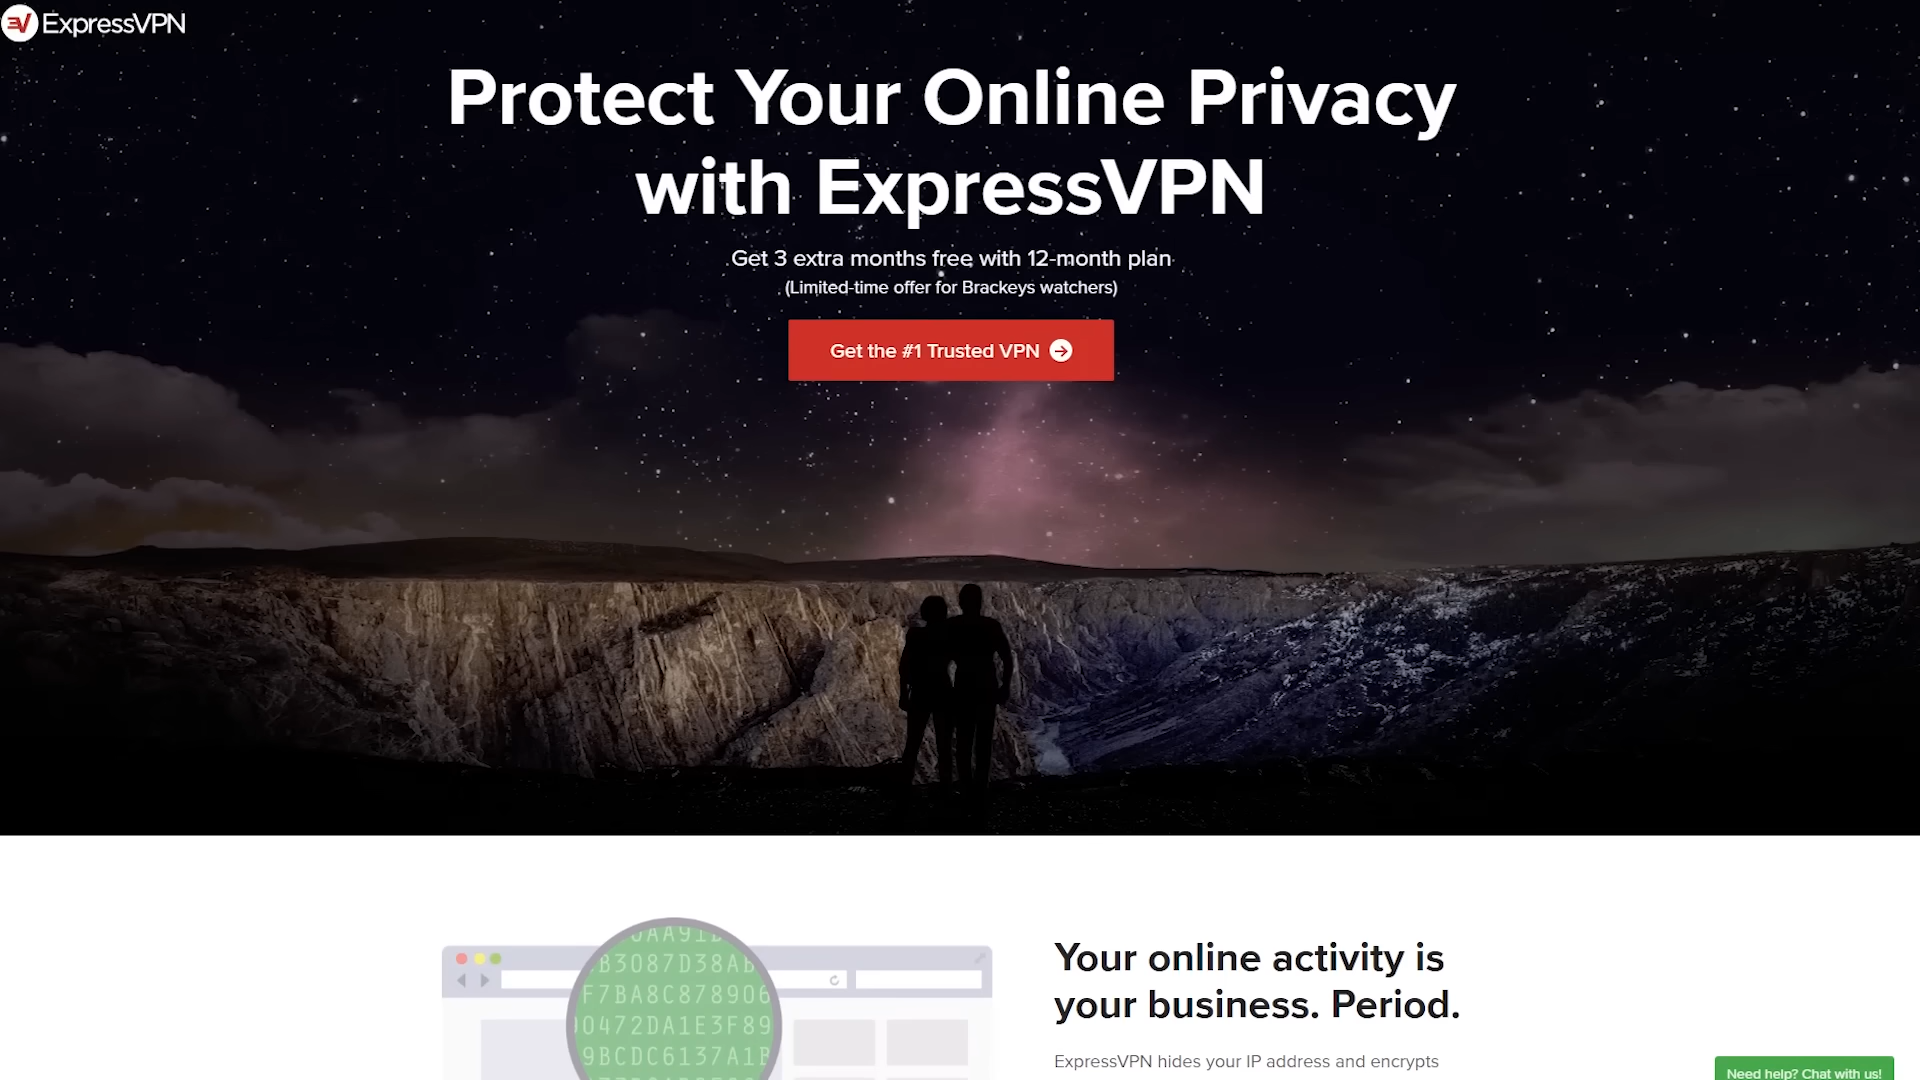 ExpressVPN
Protect Your Online Privacy
with ExpressVPN
Get 3 extra months free with 12-month plan
(Limited-time offer for Brackeys watchers)
Get the #1 Trusted VPN
B3087D38AB
F7BA8C878906
0472DA1E3F89
9BCDC6137A1B
Your online activity is
your business. Period.
ExpressVPN hides your IP address and encrypts
Need help? Chat with us!